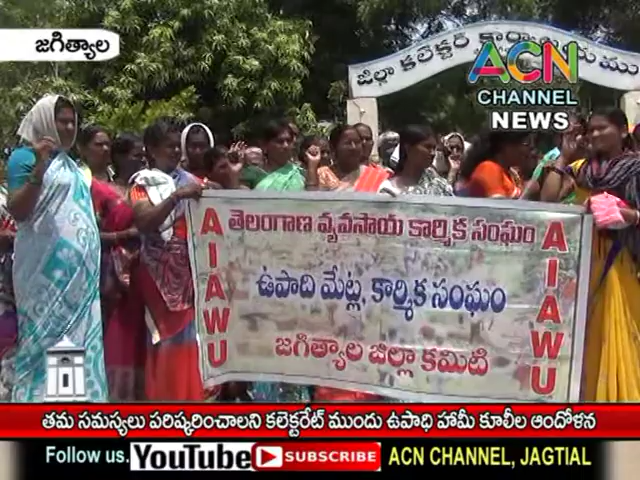 జగిత్యాల
జిల్లా కలెక్టర్ కార్యాలయము
ACN
CHANNEL
NEWS
AIAWU
తెలంగాణ వ్యవసాయ కార్మిక సంఘం
ఉపాది మేట్ల, కార్మిక సంఘం
జగిత్యాల జిల్లా కమిటి
AIAWU
తమ సమస్యలు పరిష్కరించాలని కలెక్టరేట్ ముందు ఉపాధి హామీ కూలీల ఆందోళన
Follow us. YouTube SUBSCRIBE ACN CHANNEL, JAGTIAL